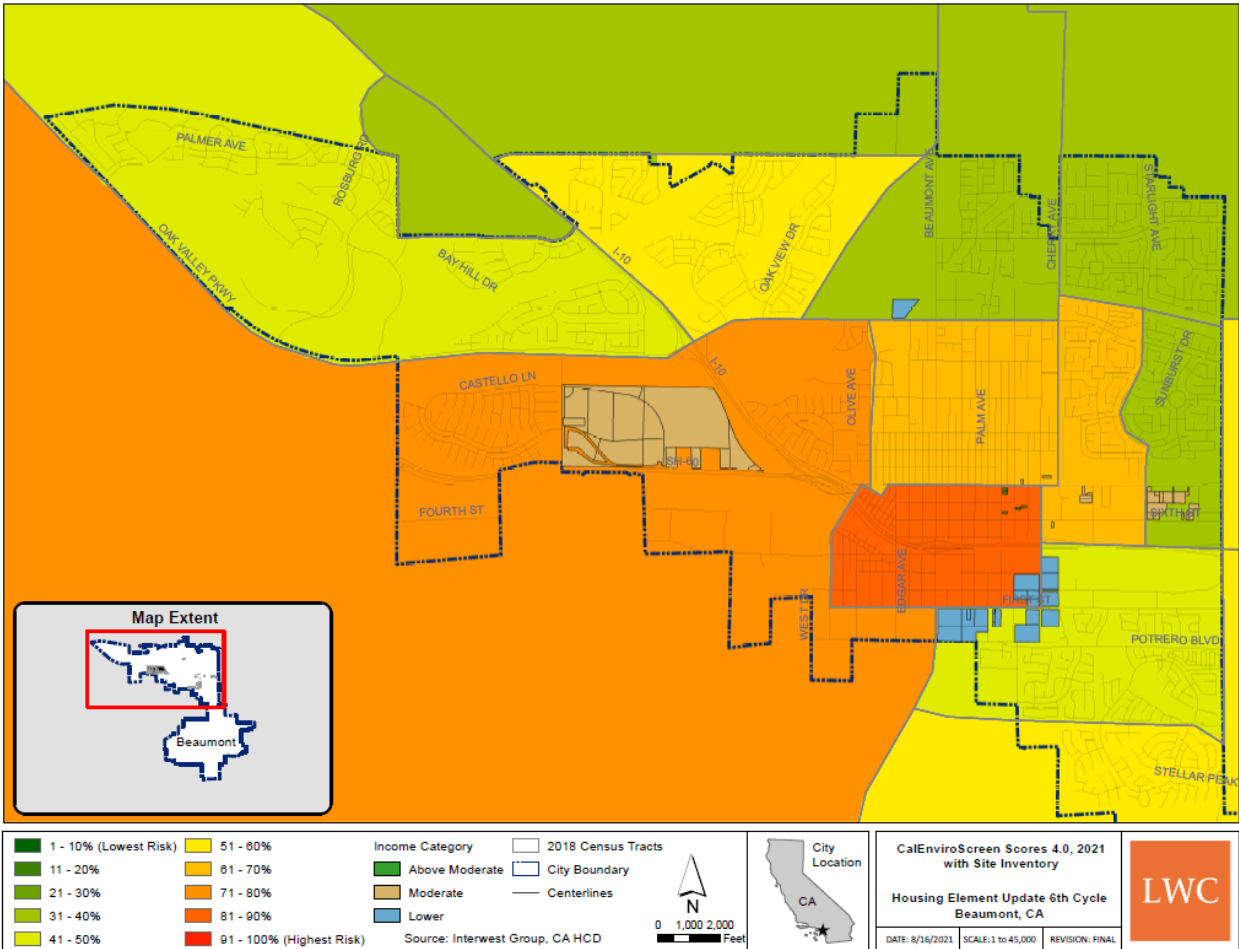 PALMER AVE
ROSBURG RD
OAK VALLEY PKWY
BAY HILL DR
I-10
OAK VIEW DR
BEAUMONT AVE
CHERRY AVE
STARLIGHT AVE
CASTELLO LN
I-10
OLIVE AVE
PALM AVE
SUNBURST DR
SH-60
FOURTH ST
SIXTH ST
EDGAR AVE
FIRST ST
WEST DR
POTRERO BLVD
STELLAR PEAK
Map Extent
Beaumont
1 - 10% (Lowest Risk)
11 - 20%
21 - 30%
31 - 40%
41 - 50%
51 - 60%
61 - 70%
71 - 80%
81 - 90%
91 - 100% (Highest Risk)
Income Category
Above Moderate
Moderate
Lower
2018 Census Tracts
City Boundary
Centerlines
Source: Interwest Group, CA HCD
N
0 1,000 2,000
Feet
City
Location
CA
CalEnviroScreen Scores 4.0, 2021
with Site Inventory
Housing Element Update 6th Cycle
Beaumont, CA
DATE: 8/16/2021
SCALE: 1 to 45,000
REVISION: FINAL
LWC